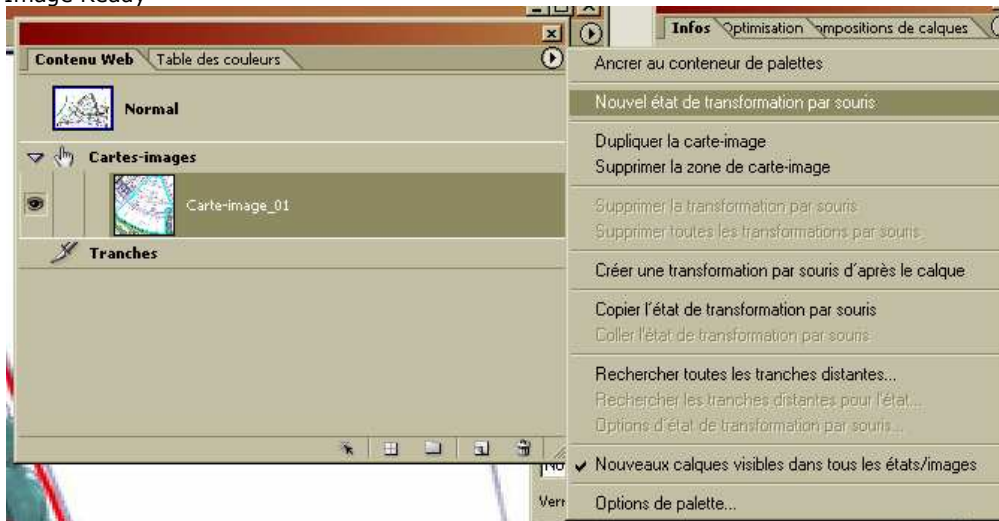 Image Ready
Infos Optimisation ompositions de calques
Contenu Web Table des couleurs
Normal
Cartes-images
Carte-image_01
Tranches
Ancrer au conteneur de palettes
Nouvel état de transformation par souris
Dupliquer la carte-image
Supprimer la zone de carte-image
Supprimer la transformation par souris
Supprimer toutes les transformations par souris
Créer une transformation par souris d'après le calque
Copier l'état de transformation par souris
Coller l'état de transformation par souris
Rechercher toutes les tranches distantes...
Rechercher les tranches distantes pour l'état...
Options d'état de transformation par souris...
Nouveaux calques visibles dans tous les états/images
Options de palette...
Verr